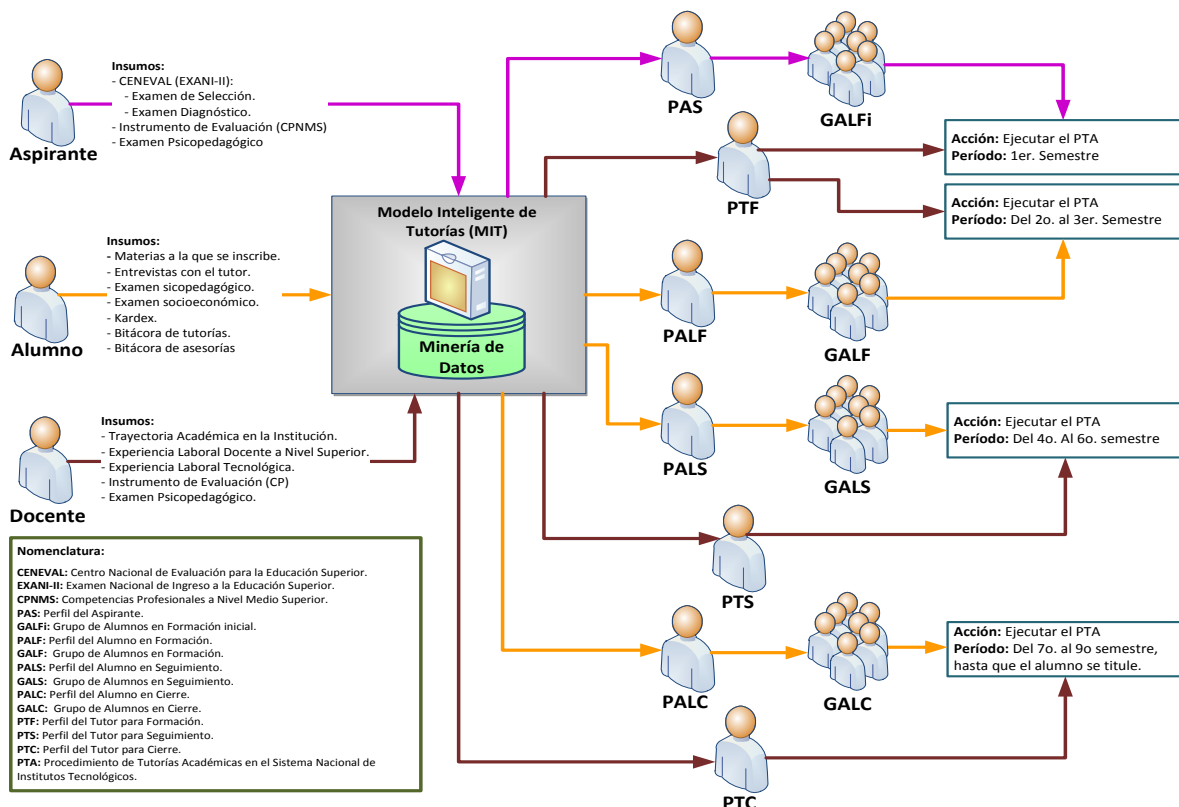 Insumos:
- CENEVAL (EXANI-II):
- Examen de Selección.
- Examen Diagnóstico.
- Instrumento de Evaluación (CPNMS)
- Examen Psicopedagógico
Aspirante
PAS
GALFi
Acción: Ejecutar el PTA
Período: 1er. Semestre
PTF
Acción: Ejecutar el PTA
Período: Del 2o. al 3er. Semestre
Modelo Inteligente de
Tutorías (MIT)
Minería de
Datos
Insumos:
- Materias a la que se inscribe.
- Entrevistas con el tutor.
- Examen sicopedagógico.
- Examen socioeconómico.
- Kardex.
- Bitácora de tutorías.
- Bitácora de asesorías
Alumno
PALF
GALF
PALS
GALS
Acción: Ejecutar el PTA
Período: Del 4o. Al 6o. semestre
Insumos:
- Trayectoria Académica en la Institución.
- Experiencia Laboral Docente a Nivel Superior.
- Experiencia Laboral Tecnológica.
- Instrumento de Evaluación (CP)
- Examen Psicopedagógico.
Docente
PTS
PALC
GALC
Acción: Ejecutar el PTA
Período: Del 7o. al 9o semestre,
hasta que el alumno se titule.
PTC
Nomenclatura:
CENEVAL: Centro Nacional de Evaluación para la Educación Superior.
EXANI-II: Examen Nacional de Ingreso a la Educación Superior.
CPNMS: Competencias Profesionales a Nivel Medio Superior.
PAS: Perfil del Aspirante.
GALFi: Grupo de Alumnos en Formación inicial.
PALF: Perfil del Alumno en Formación.
GALF: Grupo de Alumnos en Formación.
PALS: Perfil del Alumno en Seguimiento.
GALS: Grupo de Alumnos en Seguimiento.
PALC: Perfil del Alumno en Cierre.
GALC: Grupo de Alumnos en Cierre.
PTF: Perfil del Tutor para Formación.
PTS: Perfil del Tutor para Seguimiento.
PTC: Perfil del Tutor para Cierre.
PTA: Procedimiento de Tutorías Académicas en el Sistema Nacional de
Institutos Tecnológicos.